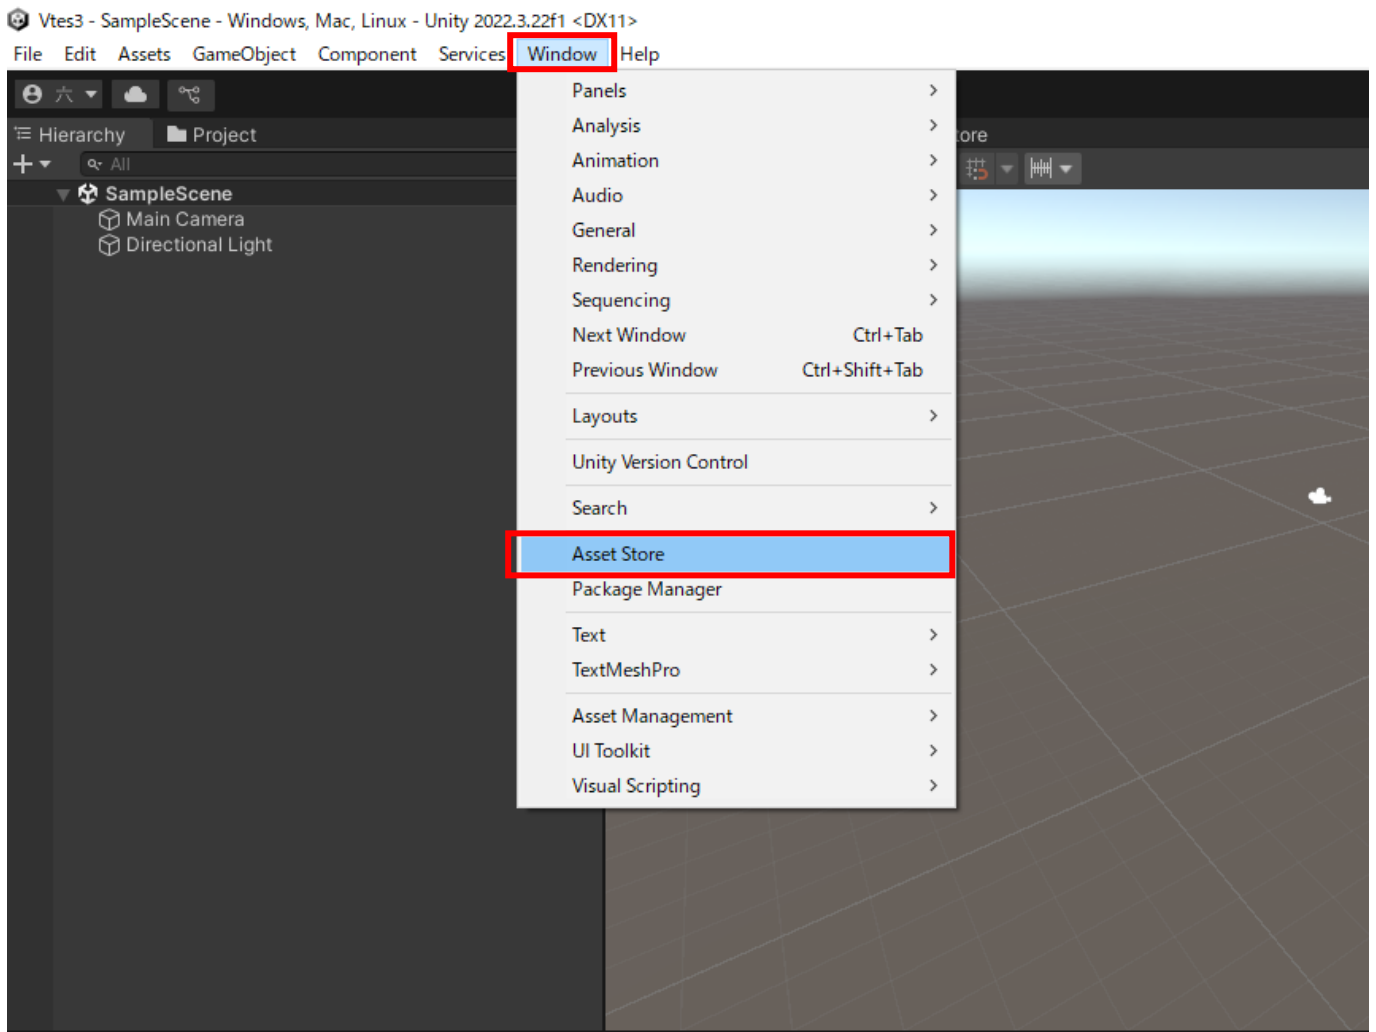 Vtes3 - SampleScene - Windows, Mac, Linux - Unity 2022.3.22f1 <DX11>
File Edit Assets GameObject Component Services Window Help
六
Hierarchy Project
All
SampleScene
Main Camera
Directional Light
Panels
Analysis
Animation
Audio
General
Rendering
Sequencing
Next Window Ctrl+Tab
Previous Window Ctrl+Shift+Tab
Layouts
Unity Version Control
Search
Asset Store
Package Manager
Text
TextMeshPro
Asset Management
UI Toolkit
Visual Scripting
tore